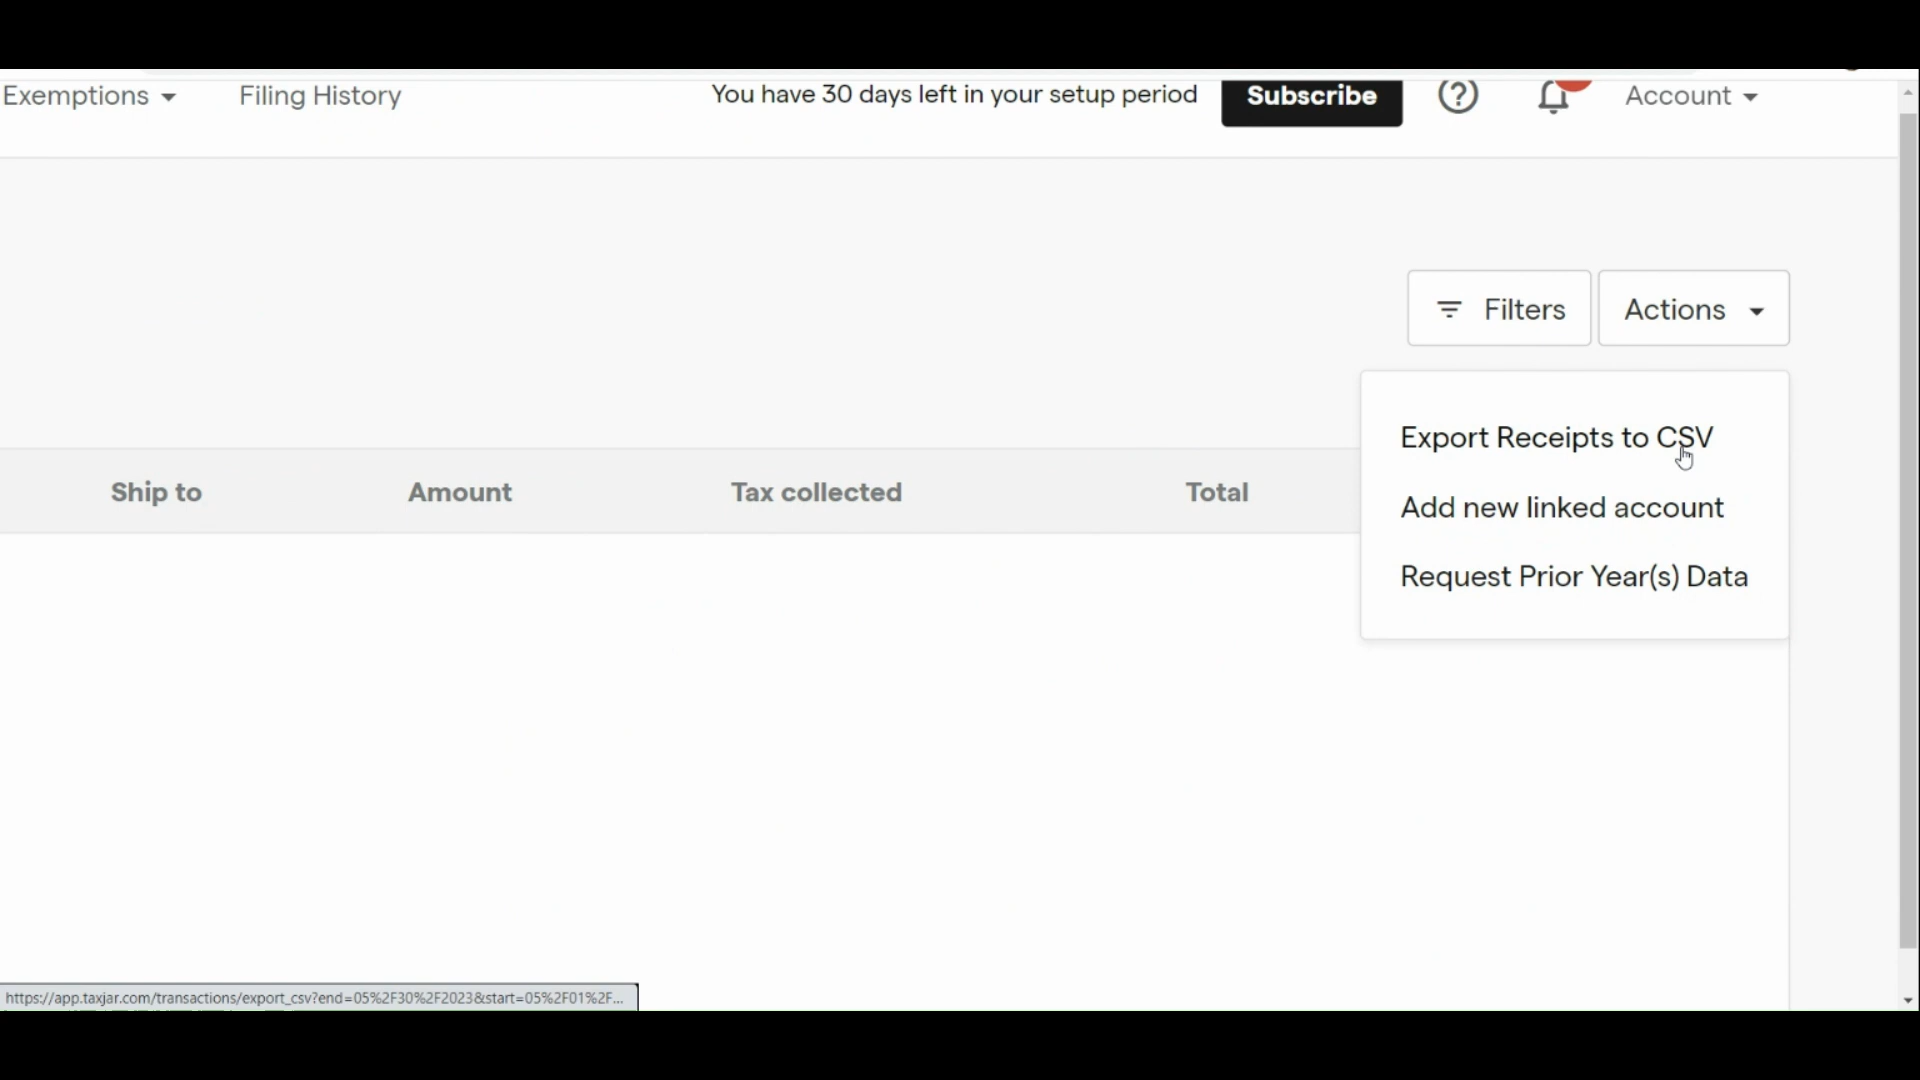 Exemptions
Filing History
You have 30 days left in your setup period
Subscribe
Account
Filters
Actions
Export Receipts to CSV
Add new linked account
Request Prior Year(s) Data
Ship to
Amount
Tax collected
Total
https://app.taxjar.com/transactions/export_csv?end=05%2F30%2F2023&start=05%2F01%2F...